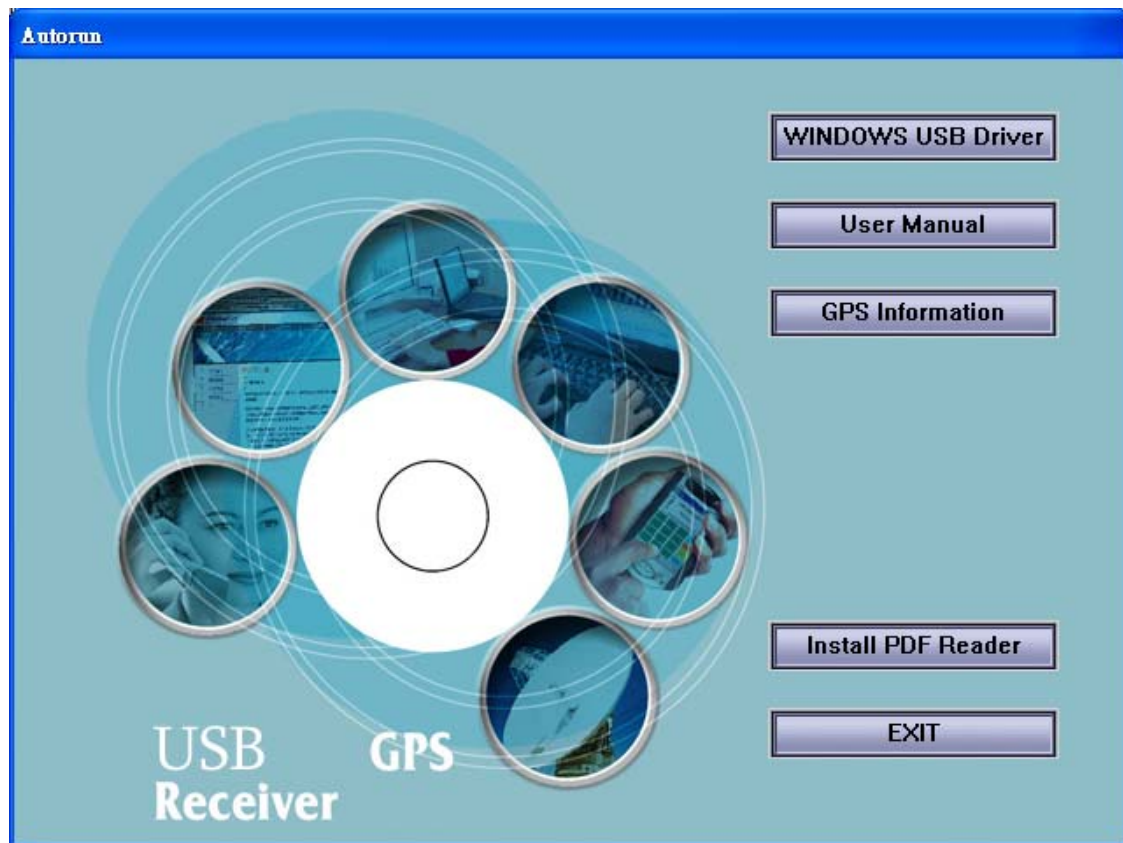 Autorun
WINDOWS USB Driver
User Manual
GPS Information
Install PDF Reader
EXIT
USB GPS
Receiver